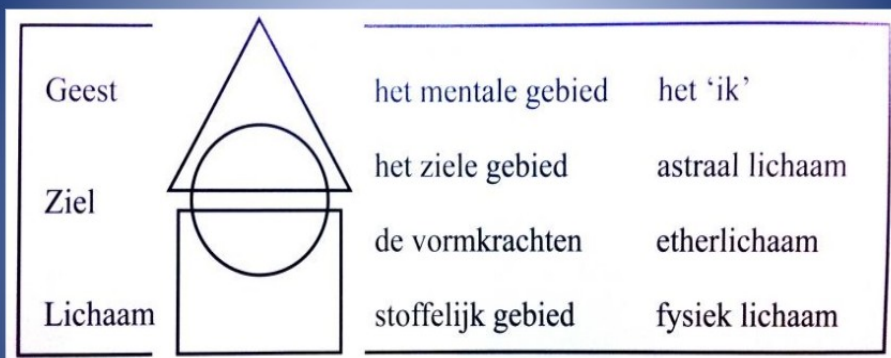 Geest
het mentale gebied het ‘ik’
het ziele gebied astraal lichaam
Ziel
de vormkrachten etherlichaam
Lichaam stoffelijk gebied fysiek lichaam